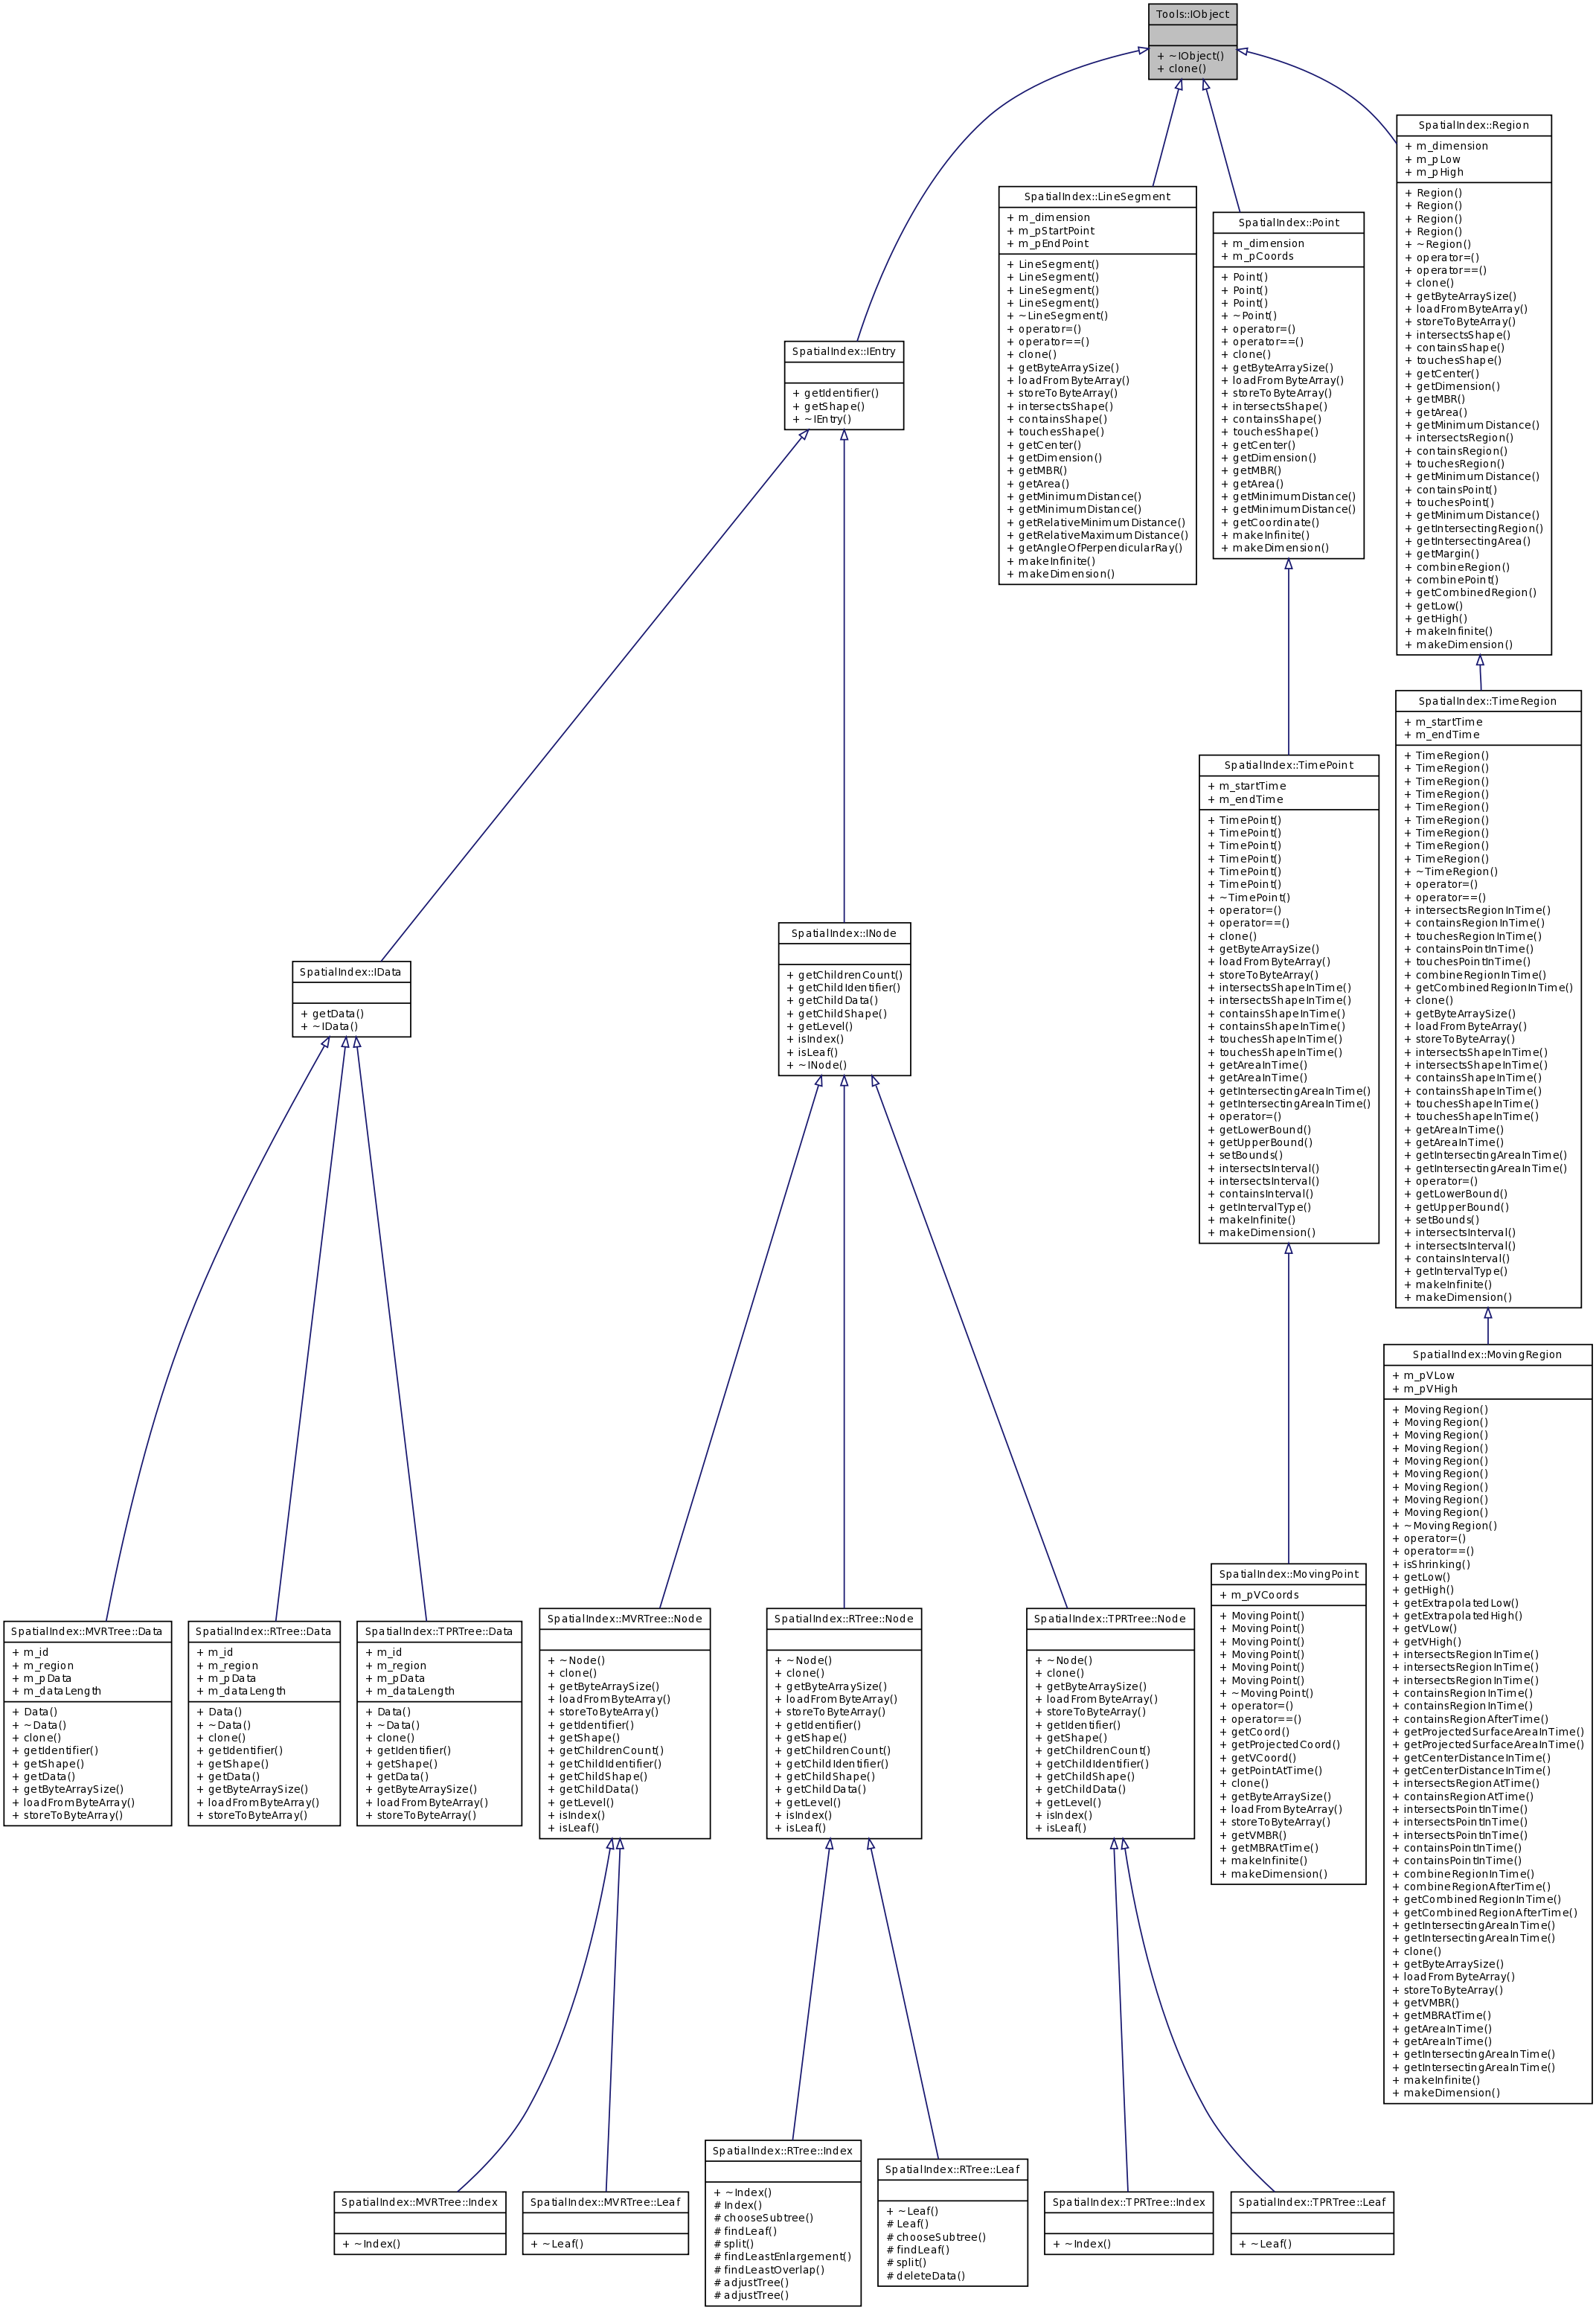 Tools::IObject
+ ~IObject()
+ clone()
SpatialIndex::Region
+ m_dimension
+ m_pLow
+ m_pHigh
+ Region()
+ Region()
+ Region()
+ Region()
+ ~Region()
+ operator=()
+ operator==()
+ clone()
+ getByteArraySize()
+ loadFromByteArray()
+ storeToByteArray()
+ intersectsShape()
+ containsShape()
+ touchesShape()
+ getCenter()
+ getDimension()
+ getMBR()
+ getArea()
+ getMinimumDistance()
+ intersectsRegion()
+ containsRegion()
+ touchesRegion()
+ getMinimumDistance()
+ containsPoint()
+ touchesPoint()
+ getMinimumDistance()
+ getIntersectingRegion()
+ getIntersectingArea()
+ getMargin()
+ combineRegion()
+ combinePoint()
+ getCombinedRegion()
+ getLow()
+ getHigh()
+ makeInfinite()
+ makeDimension()
SpatialIndex::LineSegment
+ m_dimension
+ m_pStartPoint
+ m_pEndPoint
+ LineSegment()
+ LineSegment()
+ LineSegment()
+ LineSegment()
+ ~LineSegment()
+ operator=()
+ operator==()
+ clone()
+ getByteArraySize()
+ loadFromByteArray()
+ storeToByteArray()
+ intersectsShape()
+ containsShape()
+ touchesShape()
+ getCenter()
+ getDimension()
+ getMBR()
+ getArea()
+ getMinimumDistance()
+ getMinimumDistance()
+ getRelativeMinimumDistance()
+ getRelativeMaximumDistance()
+ getAngleOfPerpendicularRay()
+ makeInfinite()
+ makeDimension()
SpatialIndex::Point
+ m_dimension
+ m_pCoords
+ Point()
+ Point()
+ Point()
+ ~Point()
+ operator=()
+ operator==()
+ clone()
+ getByteArraySize()
+ loadFromByteArray()
+ storeToByteArray()
+ intersectsShape()
+ containsShape()
+ touchesShape()
+ getCenter()
+ getDimension()
+ getMBR()
+ getArea()
+ getMinimumDistance()
+ getMinimumDistance()
+ getCoordinate()
+ makeInfinite()
+ makeDimension()
SpatialIndex::IEntry
+ getIdentifier()
+ getShape()
+ ~IEntry()
SpatialIndex::TimeRegion
+ m_startTime
+ m_endTime
+ TimeRegion()
+ TimeRegion()
+ TimeRegion()
+ TimeRegion()
+ TimeRegion()
+ TimeRegion()
+ TimeRegion()
+ TimeRegion()
+ TimeRegion()
+ ~TimeRegion()
+ operator=()
+ operator==()
+ intersectsRegionInTime()
+ containsRegionInTime()
+ touchesRegionInTime()
+ containsPointInTime()
+ touchesPointInTime()
+ combineRegionInTime()
+ getCombinedRegionInTime()
+ clone()
+ getByteArraySize()
+ loadFromByteArray()
+ storeToByteArray()
+ intersectsShapeInTime()
+ intersectsShapeInTime()
+ containsShapeInTime()
+ containsShapeInTime()
+ touchesShapeInTime()
+ touchesShapeInTime()
+ getAreaInTime()
+ getAreaInTime()
+ getIntersectingAreaInTime()
+ getIntersectingAreaInTime()
+ operator=()
+ getLowerBound()
+ getUpperBound()
+ setBounds()
+ intersectsInterval()
+ intersectsInterval()
+ containsInterval()
+ getIntervalType()
+ makeInfinite()
+ makeDimension()
SpatialIndex::TimePoint
+ m_startTime
+ m_endTime
+ TimePoint()
+ TimePoint()
+ TimePoint()
+ TimePoint()
+ TimePoint()
+ TimePoint()
+ ~TimePoint()
+ operator=()
+ operator==()
+ clone()
+ getByteArraySize()
+ loadFromByteArray()
+ storeToByteArray()
+ intersectsShapeInTime()
+ intersectsShapeInTime()
+ containsShapeInTime()
+ containsShapeInTime()
+ touchesShapeInTime()
+ touchesShapeInTime()
+ getAreaInTime()
+ getAreaInTime()
+ getIntersectingAreaInTime()
+ getIntersectingAreaInTime()
+ operator=()
+ getLowerBound()
+ getUpperBound()
+ setBounds()
+ intersectsInterval()
+ intersectsInterval()
+ containsInterval()
+ getIntervalType()
+ makeInfinite()
+ makeDimension()
SpatialIndex::INode
+ getChildrenCount()
+ getChildIdentifier()
+ getChildData()
+ getChildShape()
+ getLevel()
+ isIndex()
+ isLeaf()
+ ~INode()
SpatialIndex::IData
+ getData()
+ ~IData()
SpatialIndex::MovingRegion
+ m_pVLow
+ m_pVHigh
+ MovingRegion()
+ MovingRegion()
+ MovingRegion()
+ MovingRegion()
+ MovingRegion()
+ MovingRegion()
+ MovingRegion()
+ MovingRegion()
+ MovingRegion()
+ ~MovingRegion()
+ operator=()
+ operator==()
+ isShrinking()
+ getLow()
+ getHigh()
+ getExtrapolatedLow()
+ getExtrapolatedHigh()
+ getVLow()
+ getVHigh()
+ intersectsRegionInTime()
+ intersectsRegionInTime()
+ intersectsRegionInTime()
+ containsRegionInTime()
+ containsRegionInTime()
+ containsRegionAfterTime()
+ getProjectedSurfaceAreaInTime()
+ getProjectedSurfaceAreaInTime()
+ getCenterDistanceInTime()
+ getCenterDistanceInTime()
+ intersectsRegionAtTime()
+ containsRegionAtTime()
+ intersectsPointInTime()
+ intersectsPointInTime()
+ intersectsPointInTime()
+ containsPointInTime()
+ containsPointInTime()
+ combineRegionInTime()
+ combineRegionAfterTime()
+ getCombinedRegionInTime()
+ getCombinedRegionAfterTime()
+ getIntersectingAreaInTime()
+ getIntersectingAreaInTime()
+ clone()
+ getByteArraySize()
+ loadFromByteArray()
+ storeToByteArray()
+ getVMBR()
+ getMBRAtTime()
+ getAreaInTime()
+ getAreaInTime()
+ getIntersectingAreaInTime()
+ getIntersectingAreaInTime()
+ makeInfinite()
+ makeDimension()
SpatialIndex::MovingPoint
+ m_pVCoords
+ MovingPoint()
+ MovingPoint()
+ MovingPoint()
+ MovingPoint()
+ MovingPoint()
+ MovingPoint()
+ ~MovingPoint()
+ operator=()
+ operator==()
+ getCoord()
+ getProjectedCoord()
+ getVCoord()
+ getPointAtTime()
+ clone()
+ getByteArraySize()
+ loadFromByteArray()
+ storeToByteArray()
+ getVMBR()
+ getMBRAtTime()
+ makeInfinite()
+ makeDimension()
SpatialIndex::MVRTree::Data
+ m_id
+ m_region
+ m_pData
+ m_dataLength
+ Data()
+ ~Data()
+ clone()
+ getIdentifier()
+ getShape()
+ getData()
+ getByteArraySize()
+ loadFromByteArray()
+ storeToByteArray()
SpatialIndex::RTree::Data
+ m_id
+ m_region
+ m_pData
+ m_dataLength
+ Data()
+ ~Data()
+ clone()
+ getIdentifier()
+ getShape()
+ getData()
+ getByteArraySize()
+ loadFromByteArray()
+ storeToByteArray()
SpatialIndex::TPRTree::Data
+ m_id
+ m_region
+ m_pData
+ m_dataLength
+ Data()
+ ~Data()
+ clone()
+ getIdentifier()
+ getShape()
+ getData()
+ getByteArraySize()
+ loadFromByteArray()
+ storeToByteArray()
SpatialIndex::MVRTree::Node
+ ~Node()
+ clone()
+ getByteArraySize()
+ loadFromByteArray()
+ storeToByteArray()
+ getIdentifier()
+ getShape()
+ getChildrenCount()
+ getChildIdentifier()
+ getChildShape()
+ getChildData()
+ getLevel()
+ isIndex()
+ isLeaf()
SpatialIndex::RTree::Node
+ ~Node()
+ clone()
+ getByteArraySize()
+ loadFromByteArray()
+ storeToByteArray()
+ getIdentifier()
+ getShape()
+ getChildrenCount()
+ getChildIdentifier()
+ getChildShape()
+ getChildData()
+ getLevel()
+ isIndex()
+ isLeaf()
SpatialIndex::TPRTree::Node
+ ~Node()
+ clone()
+ getByteArraySize()
+ loadFromByteArray()
+ storeToByteArray()
+ getIdentifier()
+ getShape()
+ getChildrenCount()
+ getChildIdentifier()
+ getChildShape()
+ getChildData()
+ getLevel()
+ isIndex()
+ isLeaf()
SpatialIndex::MVRTree::Index
+ ~Index()
SpatialIndex::MVRTree::Leaf
+ ~Leaf()
SpatialIndex::RTree::Index
+ ~Index()
# Index()
# chooseSubtree()
# findLeaf()
# split()
# findLeastEnlargement()
# findLeastOverlap()
# adjustTree()
# adjustTree()
SpatialIndex::RTree::Leaf
+ ~Leaf()
# Leaf()
# chooseSubtree()
# findLeaf()
# split()
# deleteData()
SpatialIndex::TPRTree::Index
+ ~Index()
SpatialIndex::TPRTree::Leaf
+ ~Leaf()